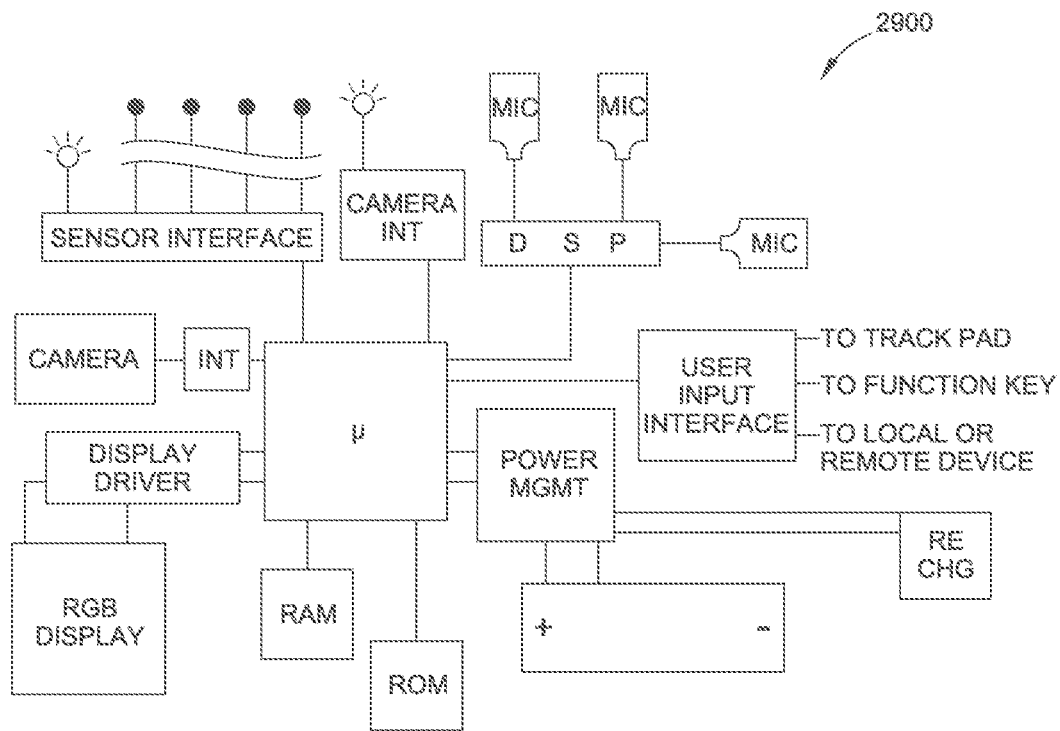 2900
MIC
MIC
CAMERA
INT
SENSOR INTERFACE
D S P
MIC
CAMERA
INT
µ
USER
INPUT
INTERFACE
TO TRACK PAD
TO FUNCTION KEY
TO LOCAL OR
REMOTE DEVICE
DISPLAY
DRIVER
POWER
MGMT
RE
CHG
RGB
DISPLAY
RAM
ROM
+ -